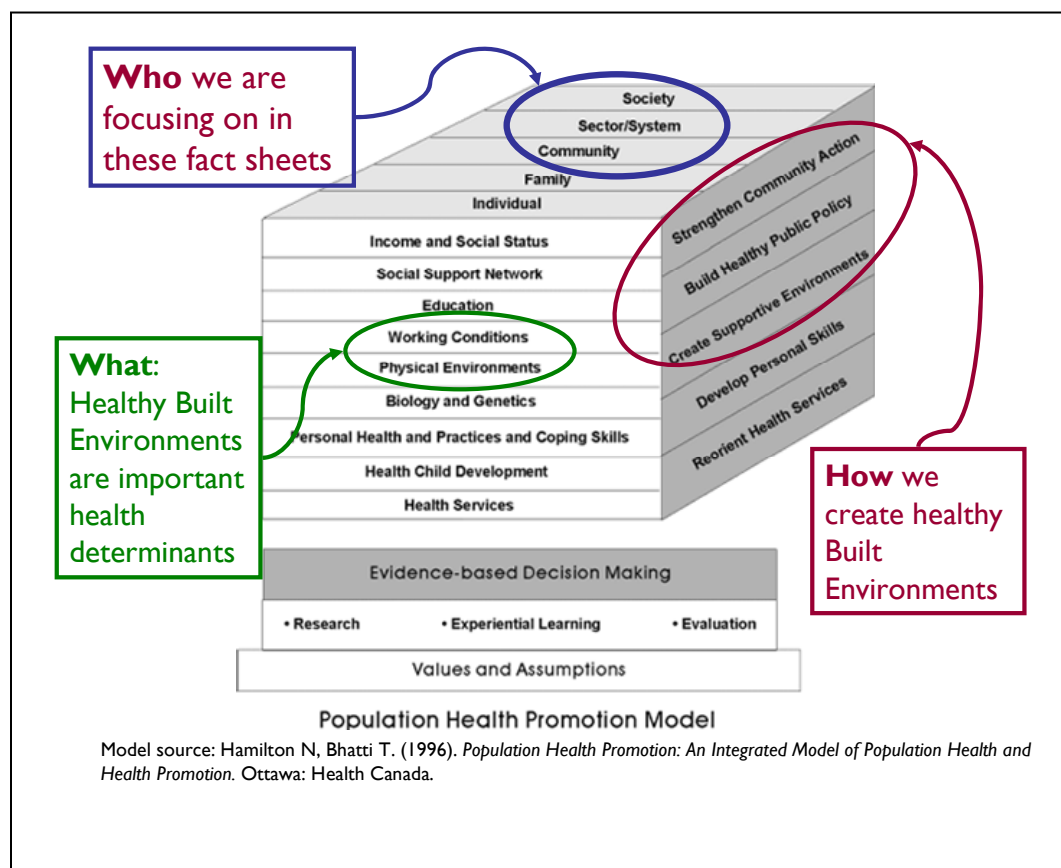 Who we are
focusing on in
these fact sheets
Society
Sector/System
Community
Family
Individual
Strengthen Community Action
Build Healthy Public Policy
Create Supportive Environments
Develop Personal Skills
Reorient Health Services
Income and Social Status
Social Support Network
Education
Working Conditions
Physical Environments
Biology and Genetics
Personal Health and Practices and Coping Skills
Health Child Development
Health Services
What:
Healthy Built
Environments
are important
health
determinants
How we
create healthy
Built
Environments
Evidence-based Decision Making
• Research • Experiential Learning • Evaluation
Values and Assumptions
Population Health Promotion Model
Model source: Hamilton N, Bhatti T. (1996). Population Health Promotion: An Integrated Model of Population Health and
Health Promotion. Ottawa: Health Canada.